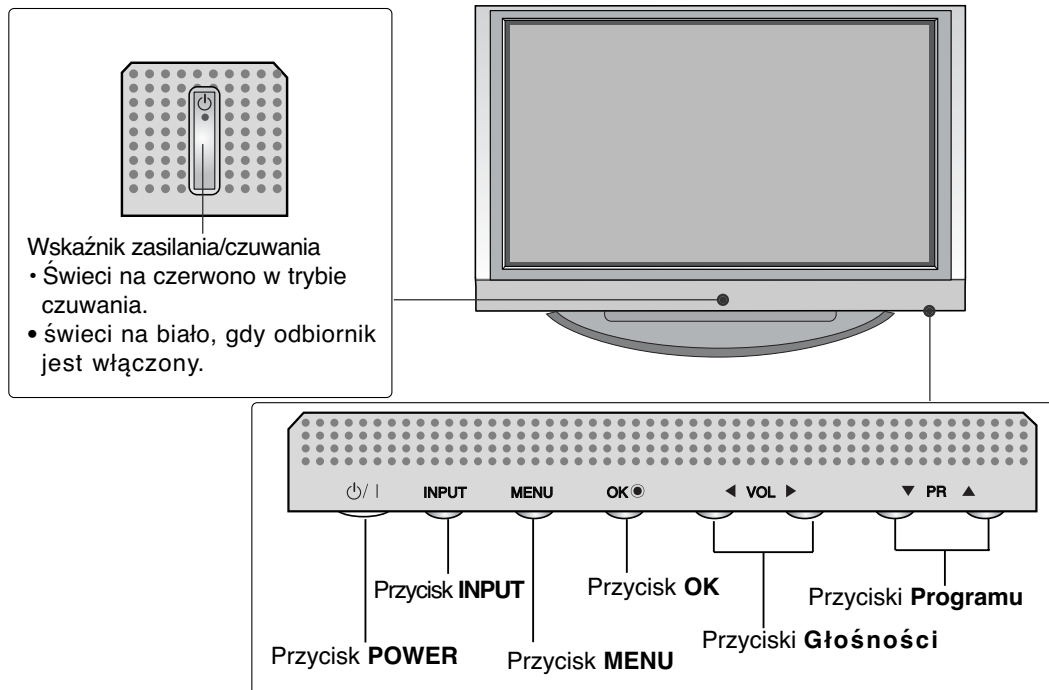 Wskaźnik zasilania/czuwania
· Świeci na czerwono w trybie
czuwania.
• świeci na biało, gdy odbiornik
jest włączony.
/ I INPUT MENU OK VOL PR
Przycisk INPUT
Przycisk OK
Przyciski Programu
Przycisk POWER
Przycisk MENU
Przyciski Głośności